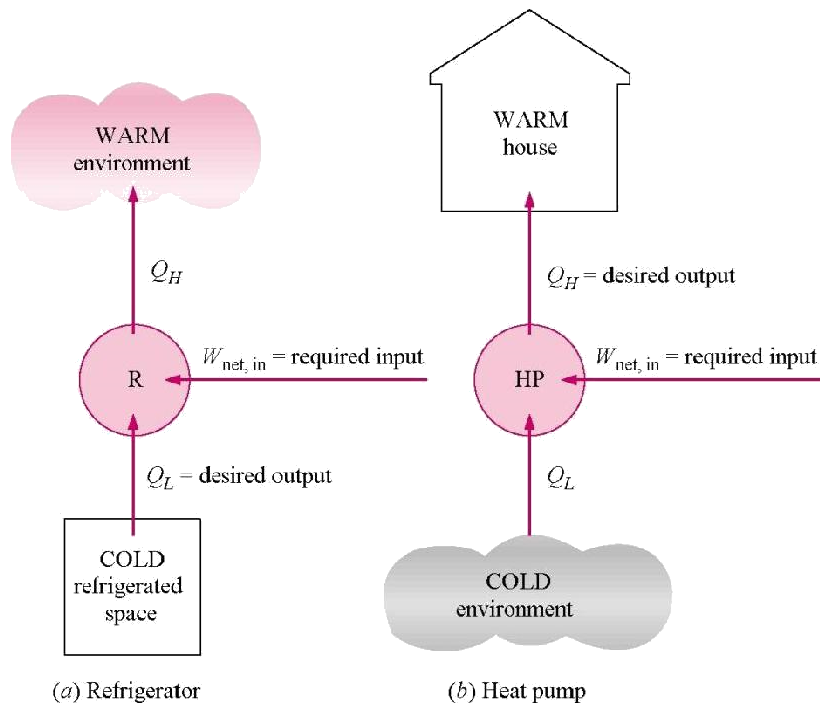 WARM
environment
Q_H
R
W_net, in = required input
Q_L = desired output
COLD
refrigerated
space
(a) Refrigerator
WARM
house
Q_H = desired output
HP
W_net, in = required input
Q_L
COLD
environment
(b) Heat pump